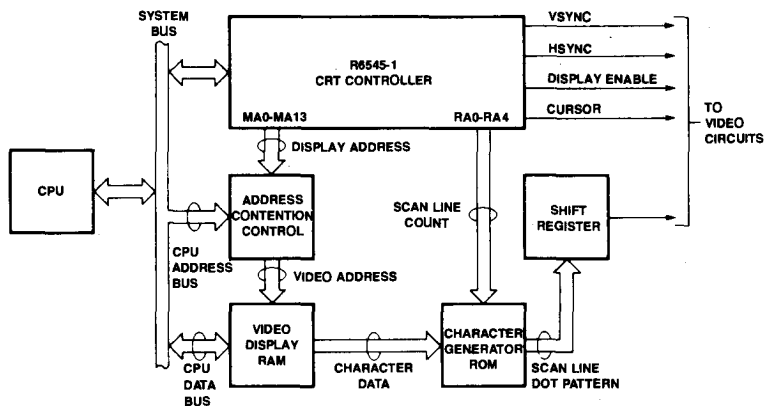 SYSTEM
BUS
R6545-1
CRT CONTROLLER
MA0-MA13
RA0-RA4
VSYNC
HSYNC
DISPLAY ENABLE
CURSOR
TO
VIDEO
CIRCUITS
DISPLAY ADDRESS
CPU
ADDRESS
CONTENTION
CONTROL
SCAN LINE
COUNT
SHIFT
REGISTER
CPU
ADDRESS
BUS
VIDEO ADDRESS
VIDEO
DISPLAY
RAM
CHARACTER
GENERATOR
ROM
CPU
DATA
BUS
CHARACTER
DATA
SCAN LINE
DOT PATTERN